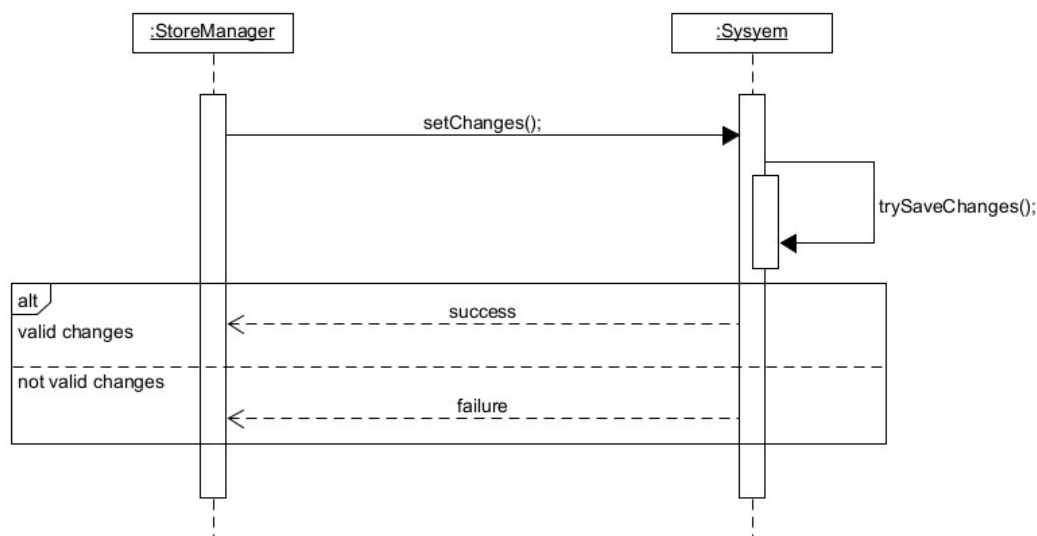 :StoreManager
:Sysyem
setChanges();
trySaveChanges();
alt
success
valid changes
not valid changes
failure